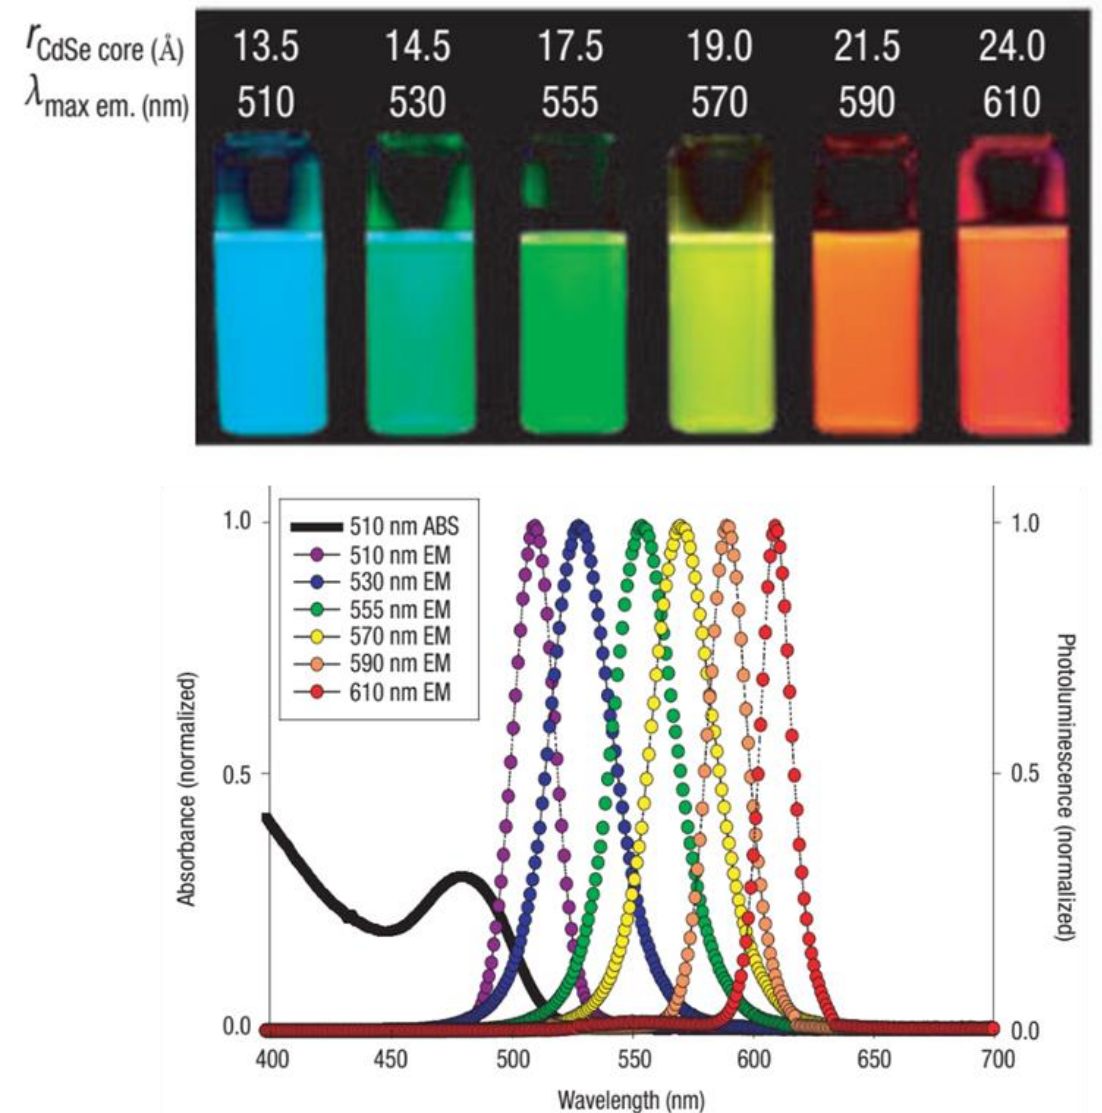 rCdSe core (Å) 13.5 14.5 17.5 19.0 21.5 24.0
λmax em. (nm) 510 530 555 570 590 610
1.0 1.0
510 nm ABS
510 nm EM
530 nm EM
555 nm EM
570 nm EM
590 nm EM
610 nm EM
Absorbance (normalized)
Photoluminescence (normalized)
0.5 0.5
0.0 0.0
400 450 500 550 600 650 700
Wavelength (nm)